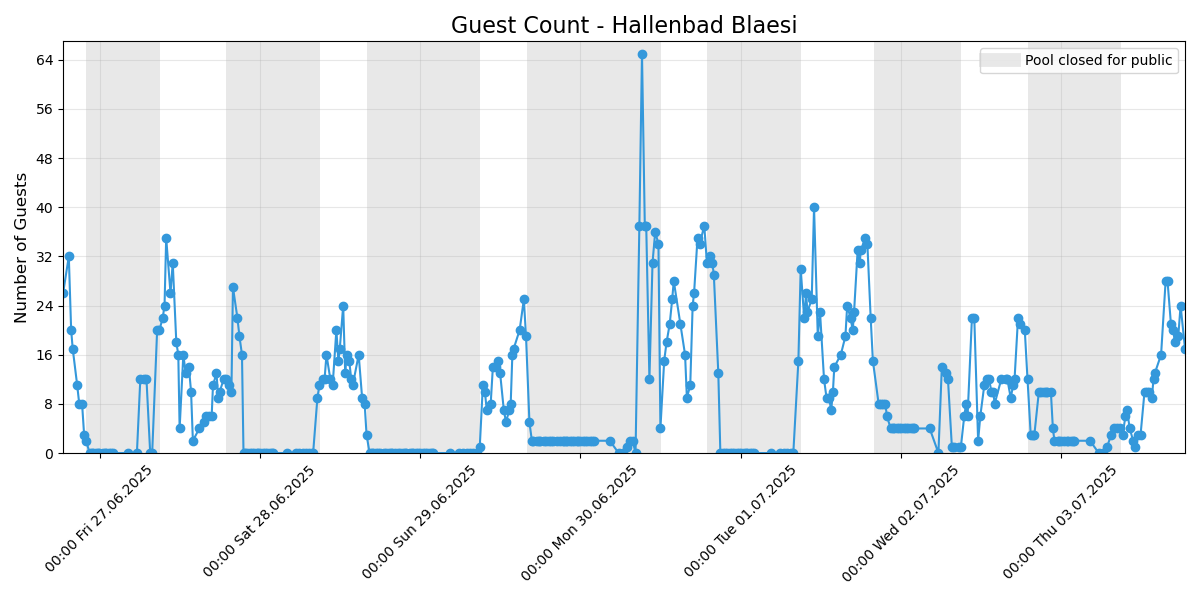 Guest Count - Hallenbad Blaesi
Pool closed for public
Number of Guests
64
56
48
40
32
24
16
8
0
00:00 Fri 27.06.2025
00:00 Sat 28.06.2025
00:00 Sun 29.06.2025
00:00 Mon 30.06.2025
00:00 Tue 01.07.2025
00:00 Wed 02.07.2025
00:00 Thu 03.07.2025